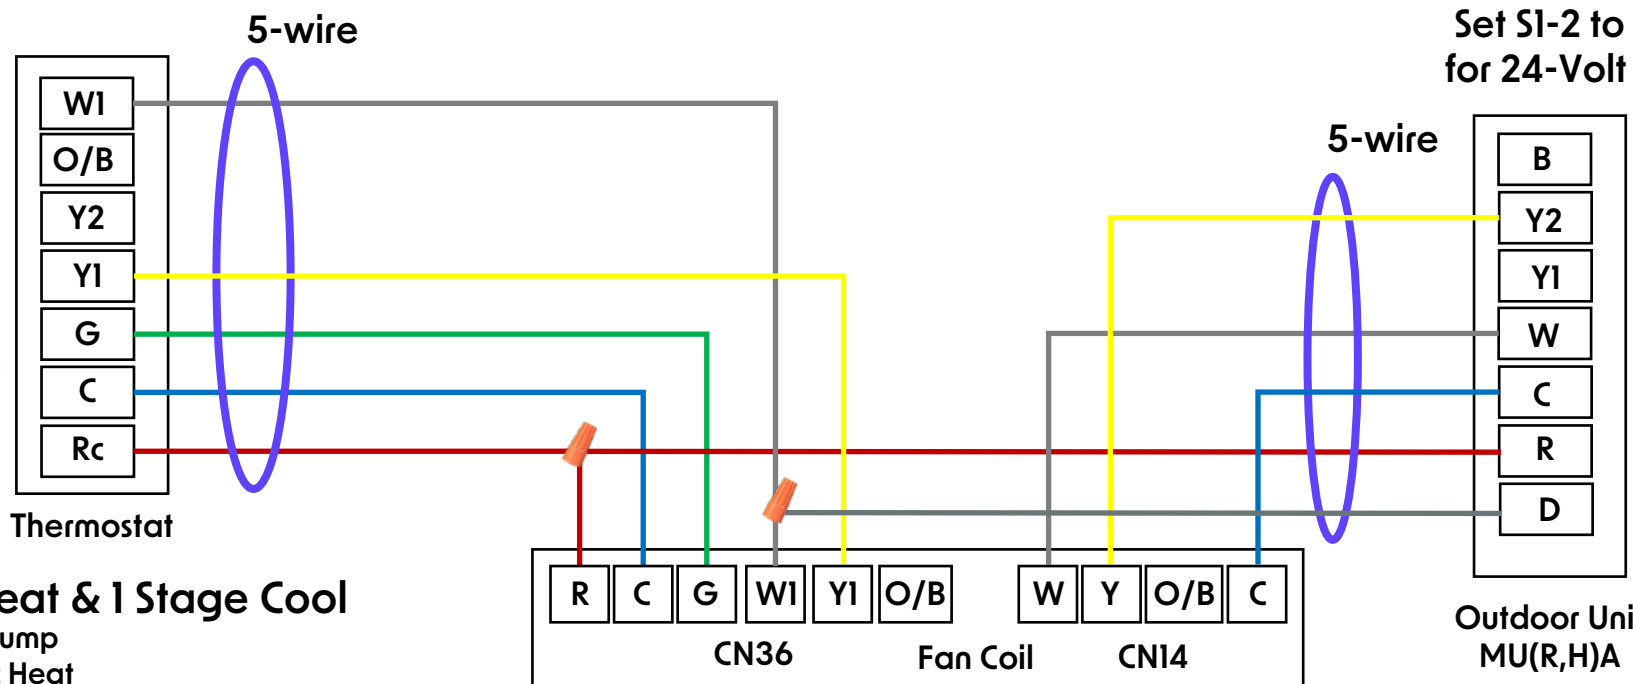 5-wire
Set S1-2 to
for 24-Volt
5-wire
W1
O/B
Y2
Y1
G
C
Rc
Thermostat
B
Y2
Y1
W
C
R
D
eat & 1 Stage Cool
ump
Heat
R C G W1 Y1 O/B
W Y O/B C
CN36
Fan Coil
CN14
Outdoor Uni
MU(R,H)A